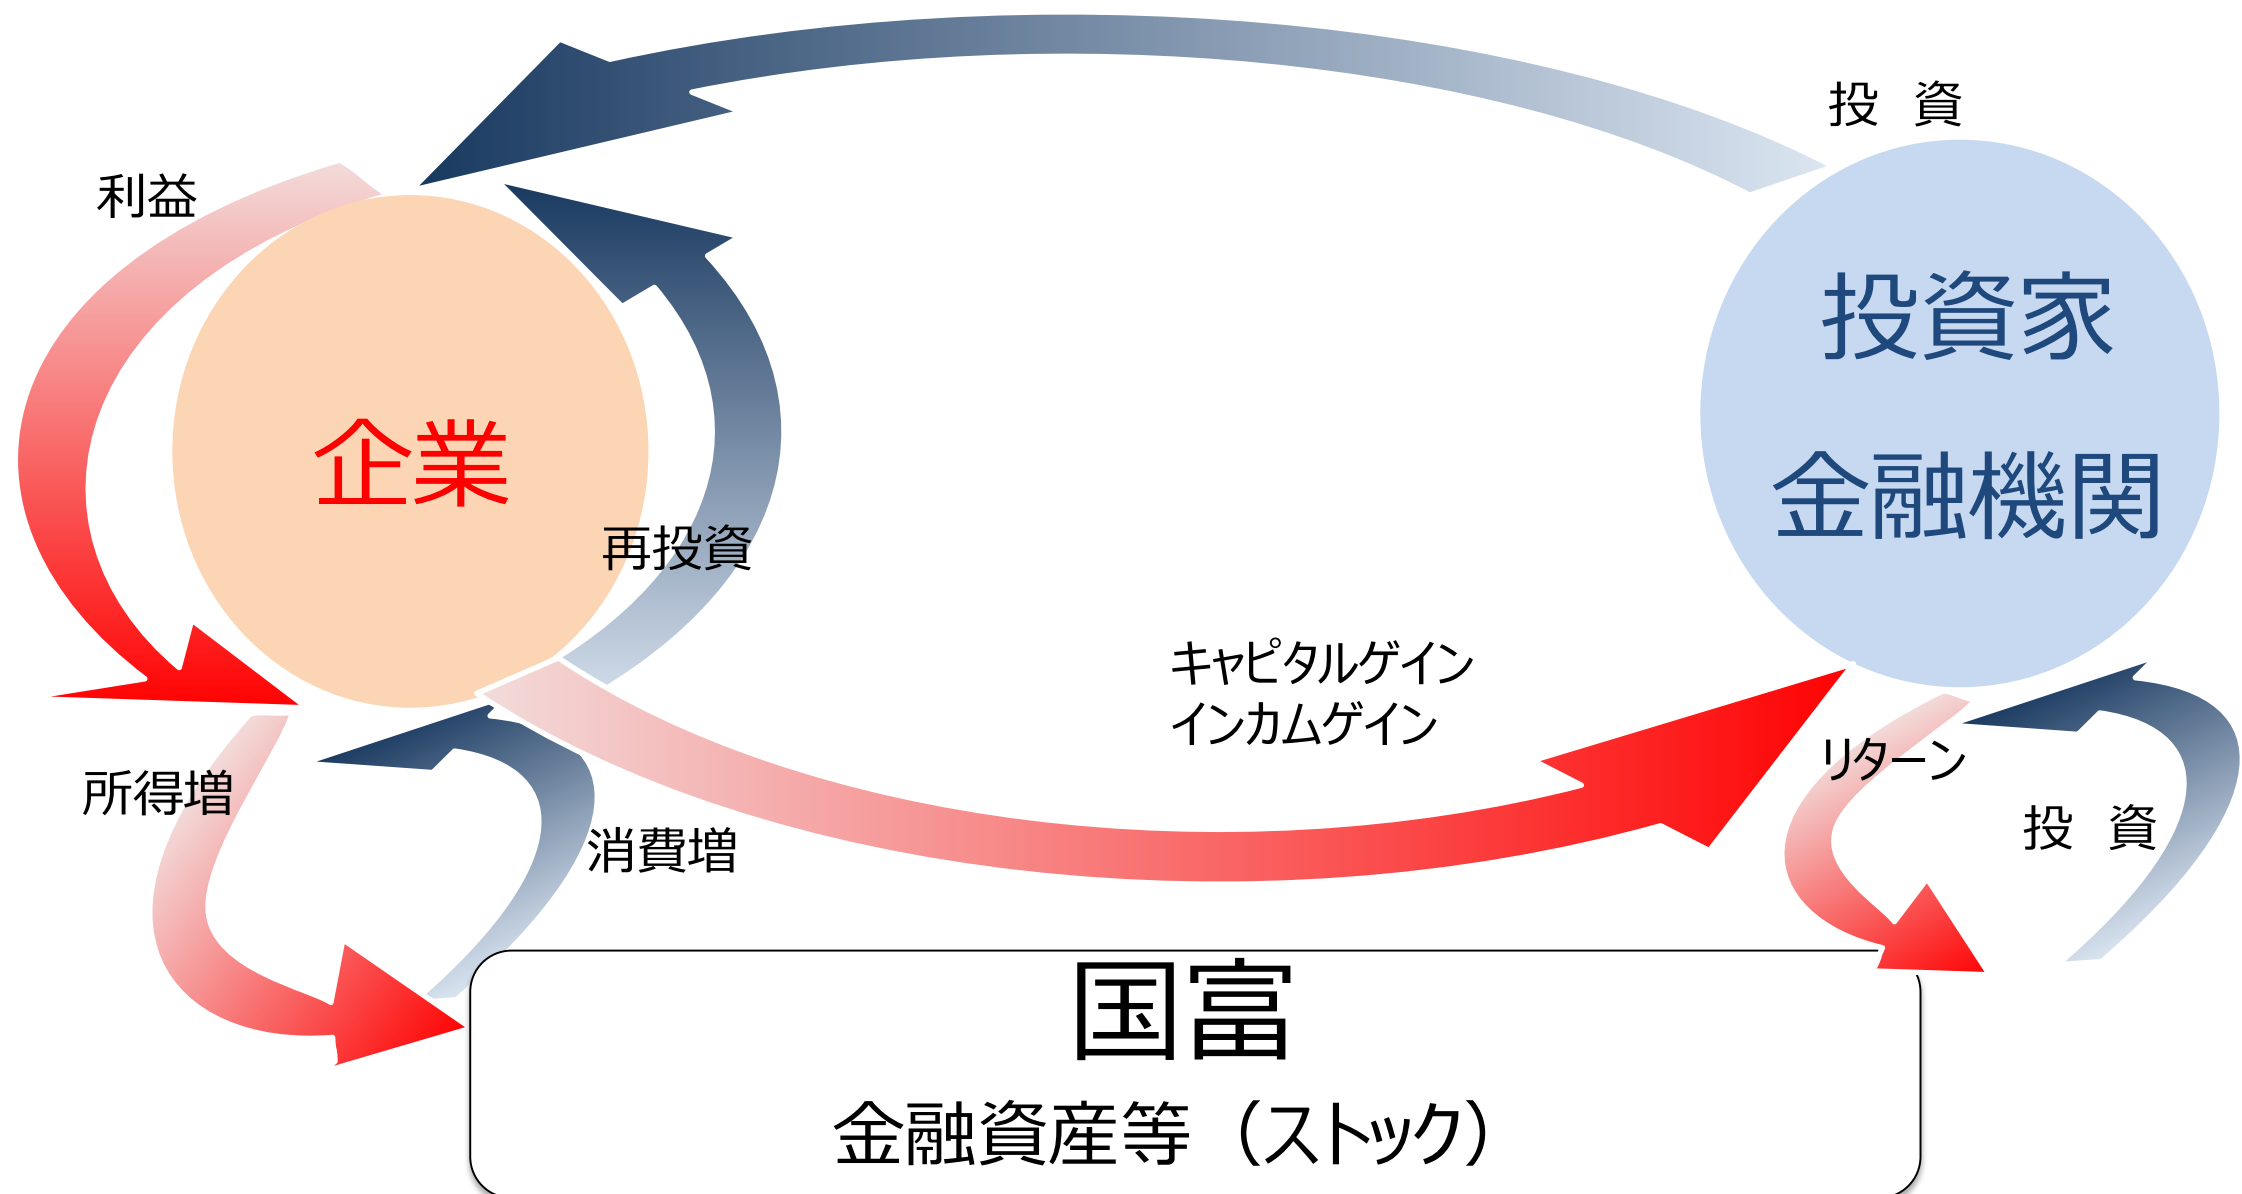 投　資
利益
投資家
金融機関
企業
再投資
キャピタルゲイン
インカムゲイン
リターン
所得増
投　資
消費増
国富
金融資産等（ストック）